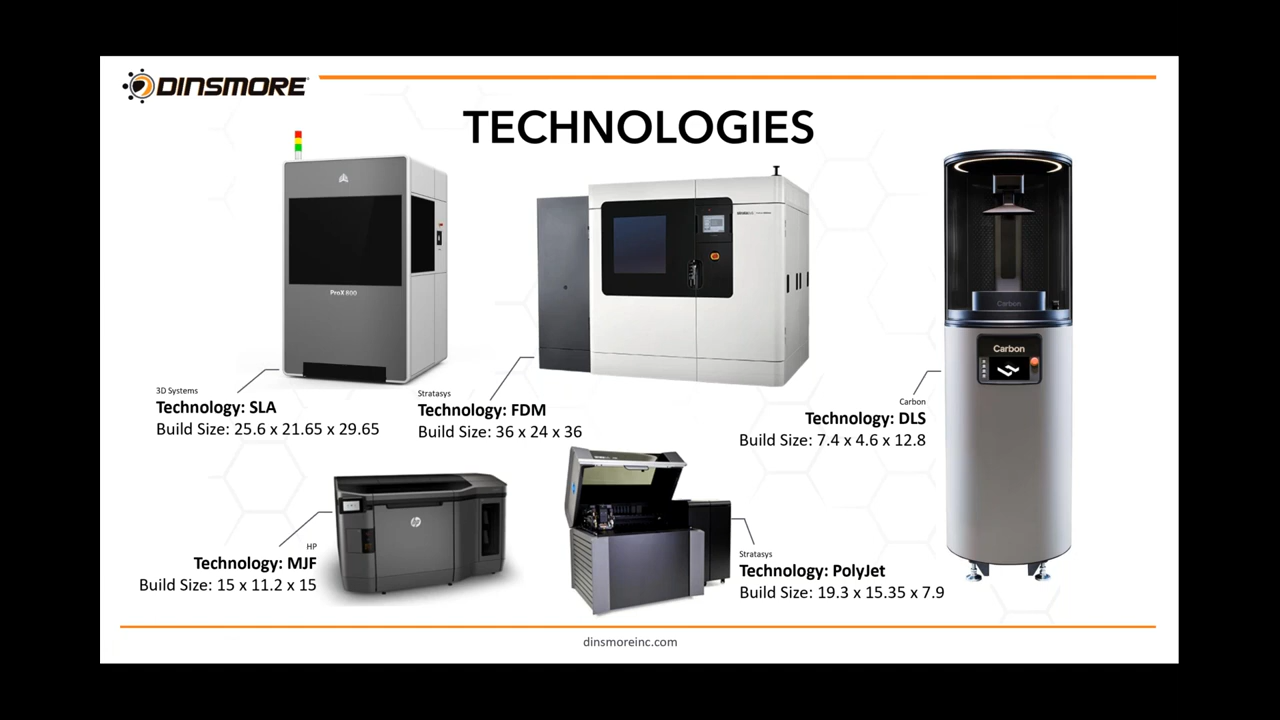 DINSMORE
TECHNOLOGIES
ProX 800
3D Systems
Technology: SLA
Build Size: 25.6 x 21.65 x 29.65
Stratasys
Technology: FDM
Build Size: 36 x 24 x 36
Carbon
Carbon
Carbon
Technology: DLS
Build Size: 7.4 x 4.6 x 12.8
hp
HP
Technology: MJF
Build Size: 15 x 11.2 x 15
Stratasys
Technology: PolyJet
Build Size: 19.3 x 15.35 x 7.9
dinsmoreinc.com